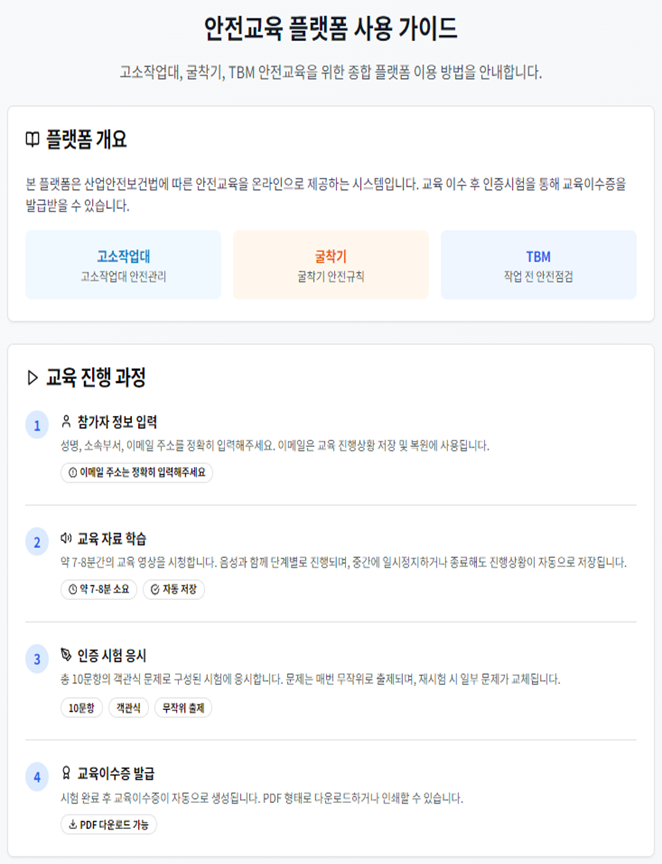 안전교육 플랫폼 사용 가이드
고소작업대, 굴착기, TBM 안전교육을 위한 종합 플랫폼 이용 방법을 안내합니다.
플랫폼 개요
본 플랫폼은 산업안전보건법에 따른 안전교육을 온라인으로 제공하는 시스템입니다. 교육 이수 후 인증시험을 통해 교육이수증을
발급받을 수 있습니다.
고소작업대
고소작업대 안전관리
굴착기
굴착기 안전규칙
TBM
작업 전 안전점검
교육 진행 과정
1
참가자 정보 입력
성명, 소속부서, 이메일 주소를 정확히 입력해주세요. 이메일은 교육 진행상황 저장 및 복원에 사용됩니다.
이메일 주소는 정확히 입력해주세요
2
교육 자료 학습
약 7-8분간의 교육 영상을 시청합니다. 음성과 함께 단계별로 진행되며, 중간에 일시정지하거나 종료해도 진행상황이 자동으로 저장됩니다.
약 7-8분 소요 자동 저장
3
인증 시험 응시
총 10문항의 객관식 문제로 구성된 시험에 응시합니다. 문제는 매번 무작위로 출제되며, 재시험 시 일부 문제가 교체됩니다.
10문항 객관식 무작위 출제
4
교육이수증 발급
시험 완료 후 교육이수증이 자동으로 생성됩니다. PDF 형태로 다운로드하거나 인쇄할 수 있습니다.
PDF 다운로드 가능